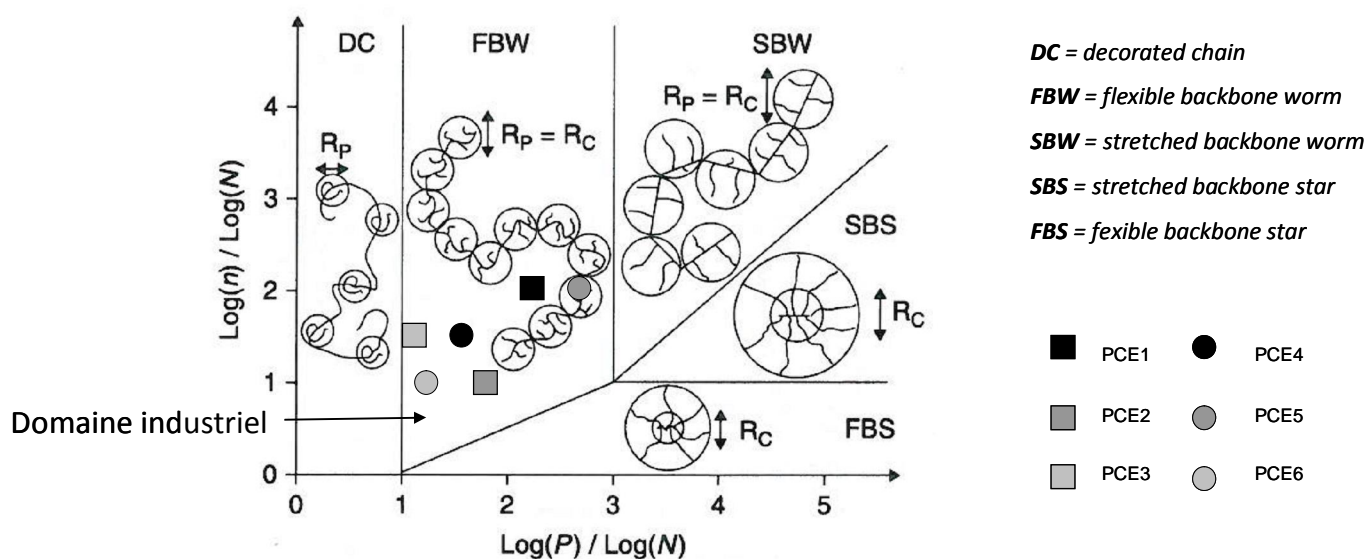 DC
FBW
SBW
DC = decorated chain
FBW = flexible backbone worm
SBW = stretched backbone worm
SBS = stretched backbone star
FBS = fexible backbone star
4
3
2
1
0
Log(n) / Log(N)
R_P
R_P = R_C
R_P = R_C
SBS
R_C
R_C
FBS
Domaine industriel
PCE1
PCE4
PCE2
PCE5
PCE3
PCE6
0
1
2
3
4
5
Log(P) / Log(N)